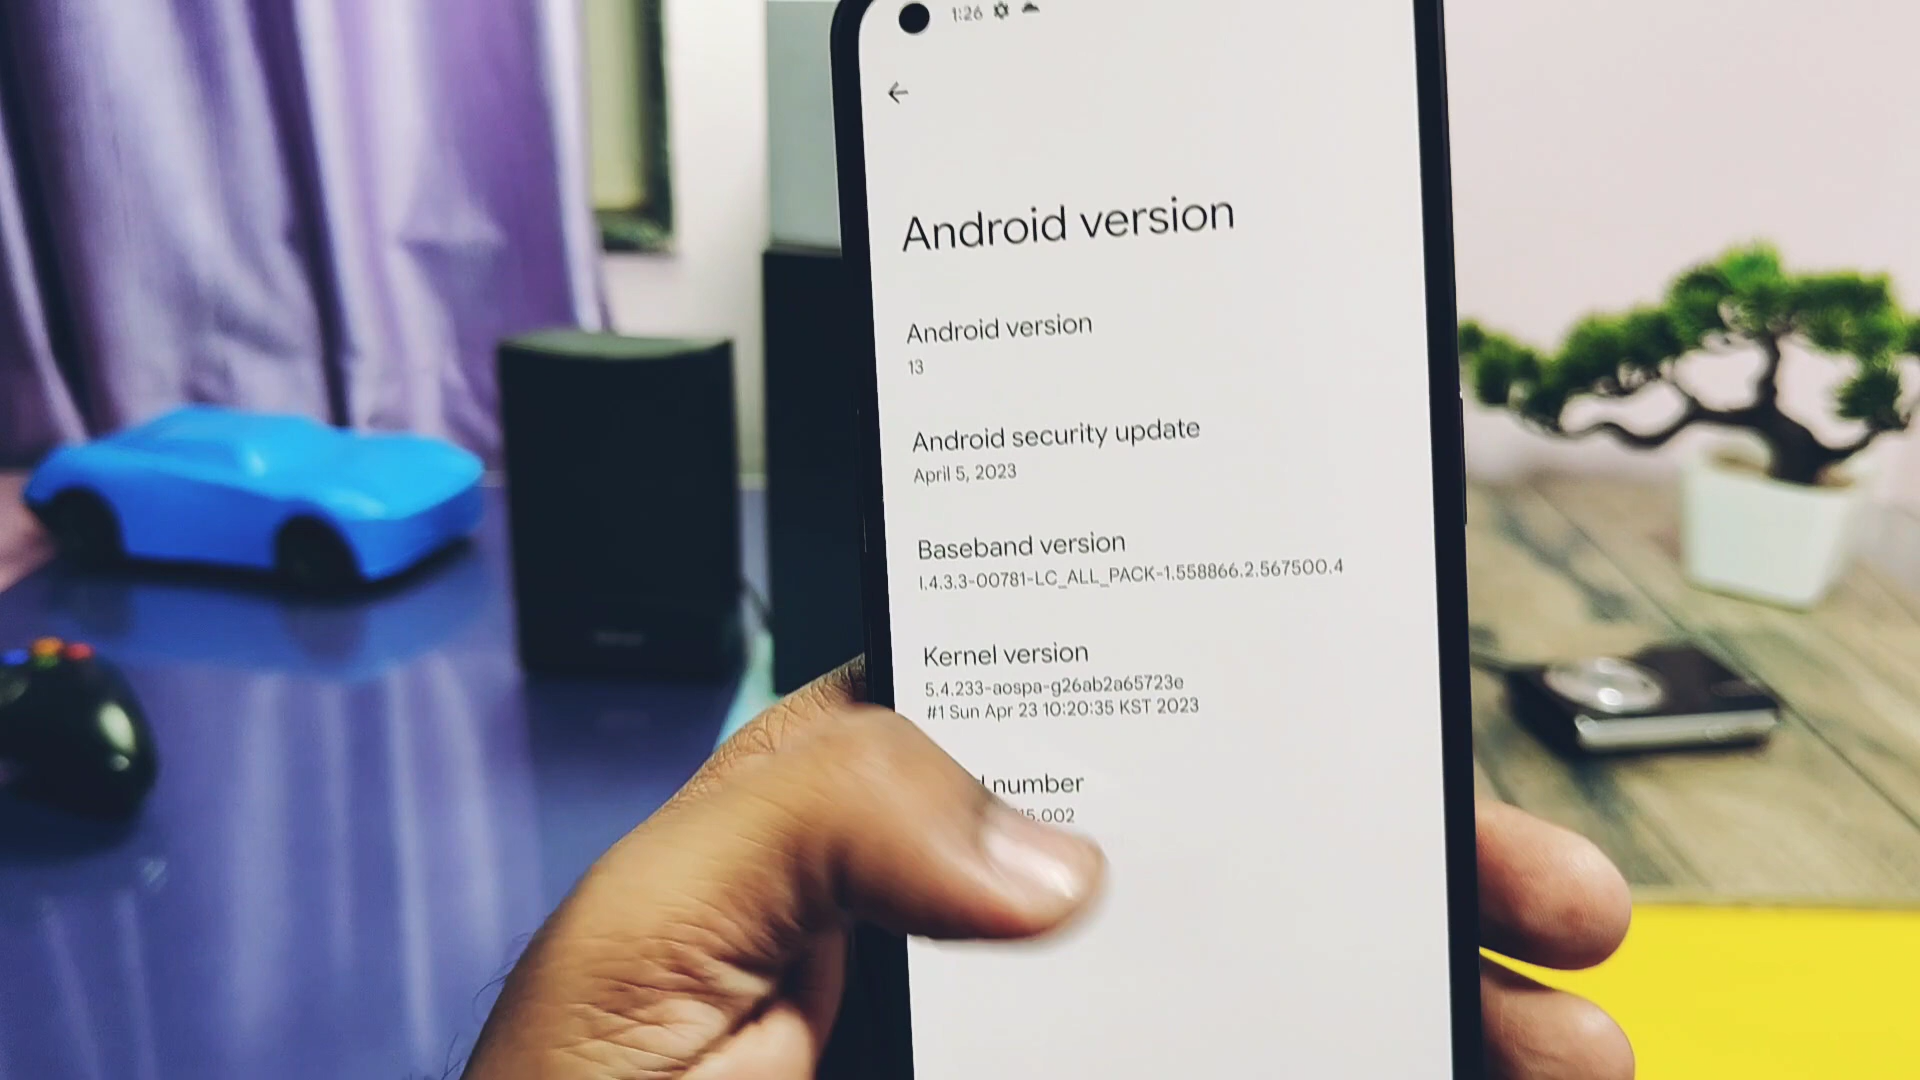 1:26
Android version
Android version
13
Android security update
April 5, 2023
Baseband version
1.4.3.3-00781-LC_ALL_PACK-1.558866.2.567500.4
Kernel version
5.4.233-aospa-g26ab2a65723e
#1 Sun Apr 23 10:20:35 KST 2023
number
15.002